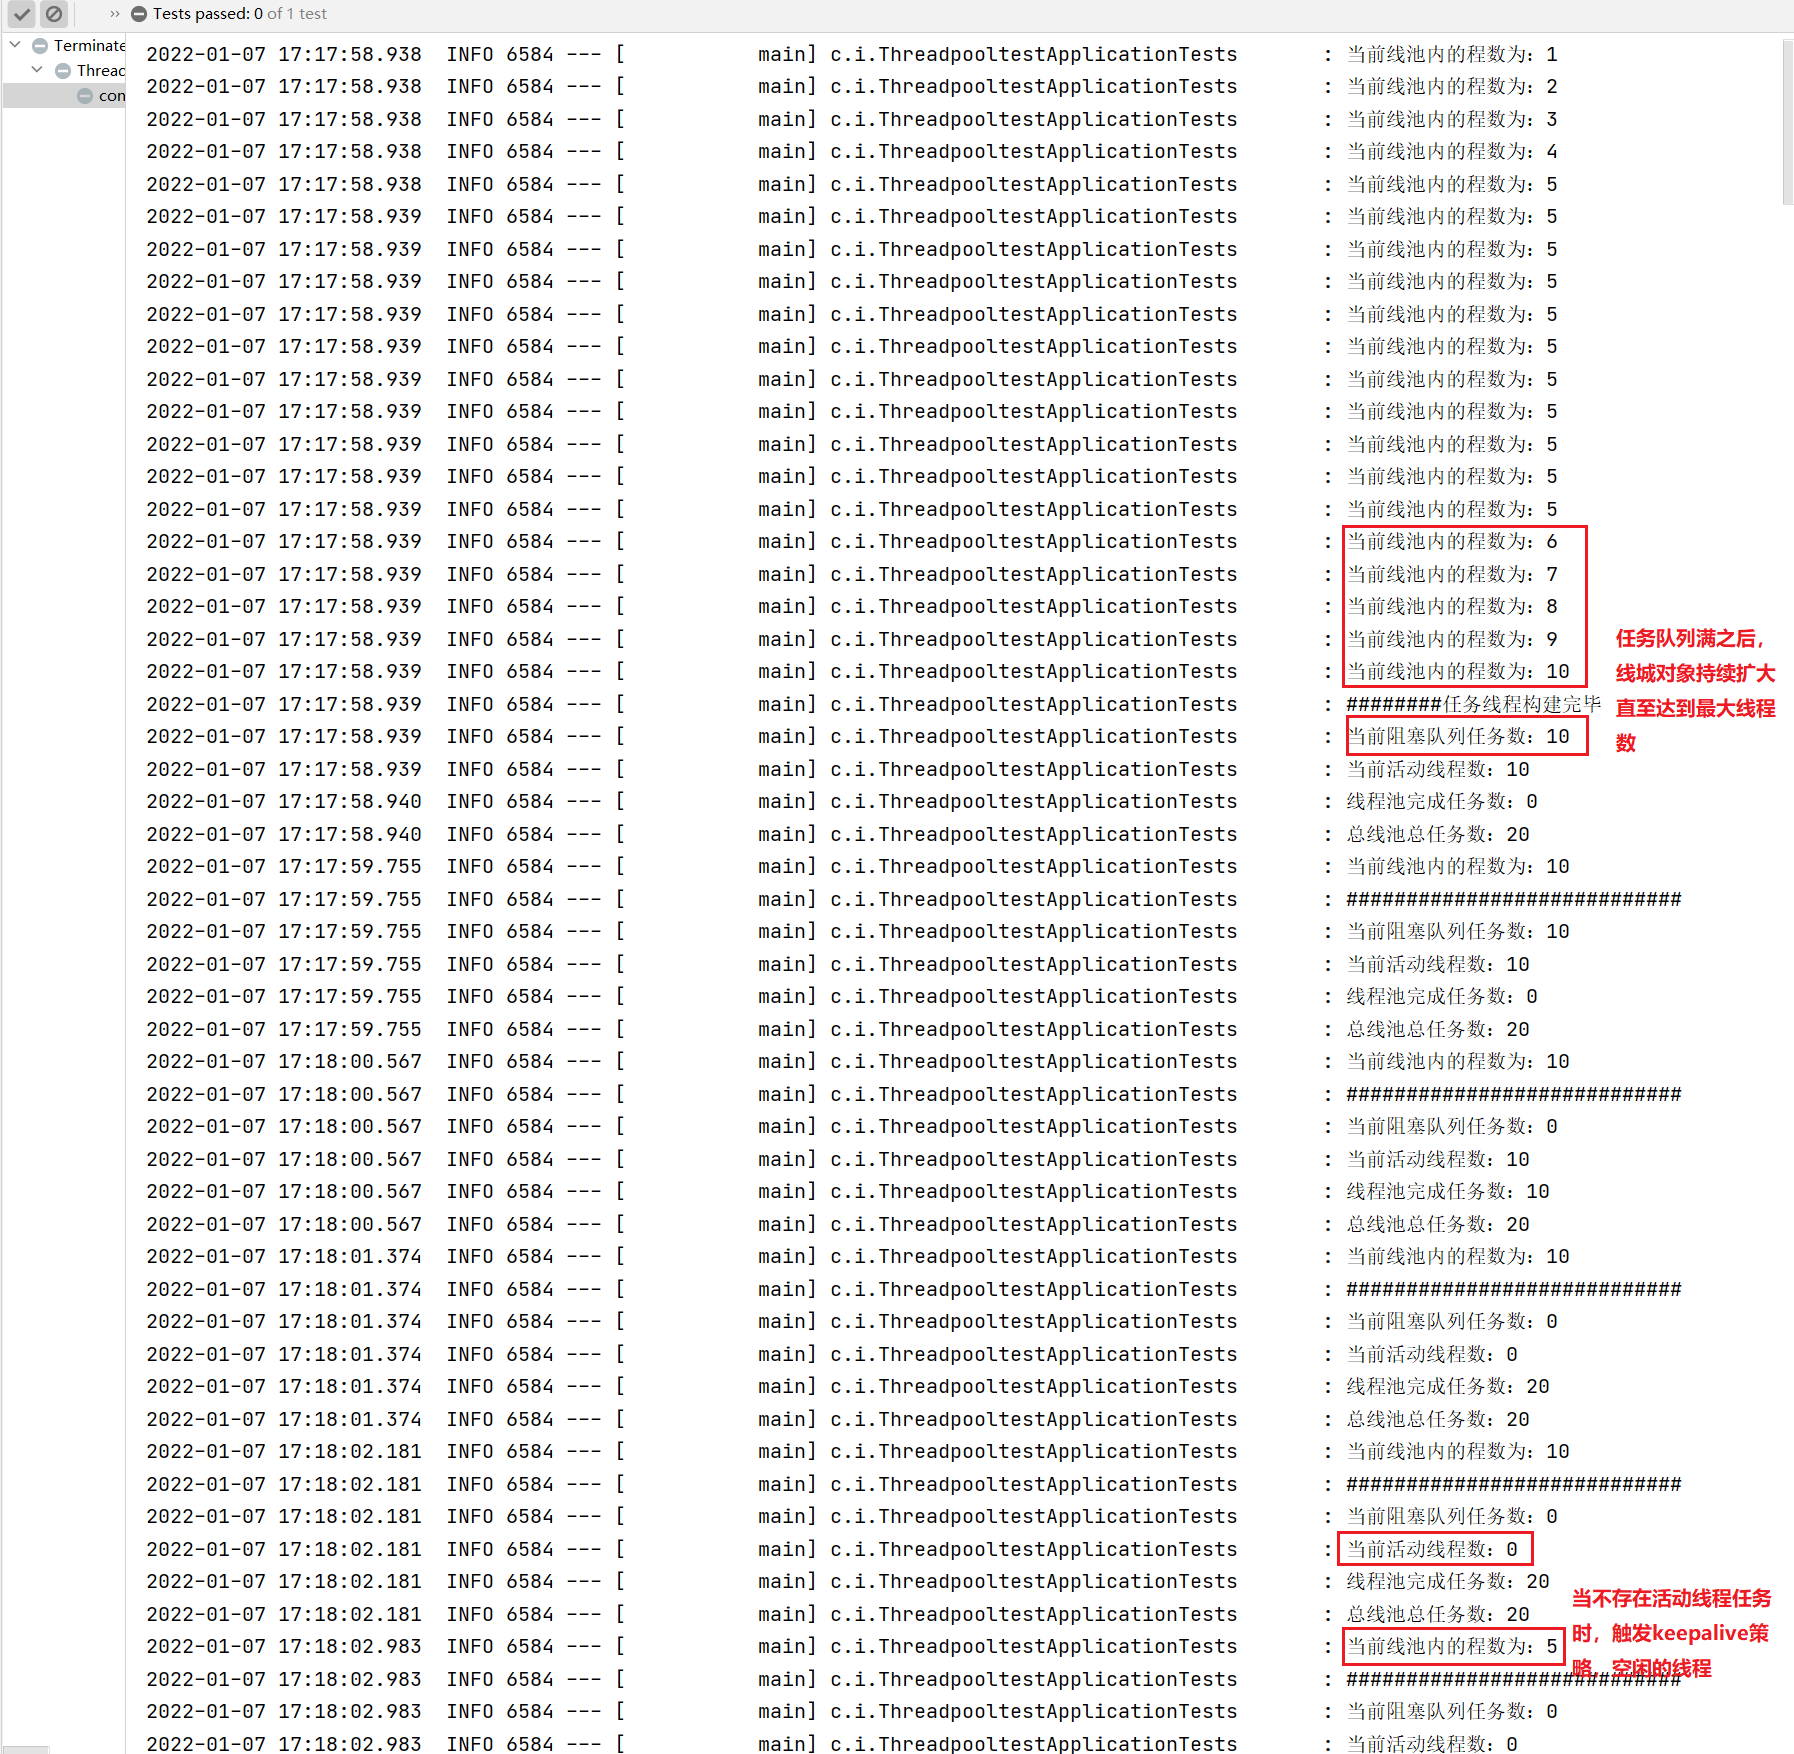 Tests passed: 0 of 1 test
Terminate
Thread
con
2022-01-07 17:17:58.938 INFO 6584 --- [ main] c.i.ThreadpooltestApplicationTests : 当前线池内的程数为：1
2022-01-07 17:17:58.938 INFO 6584 --- [ main] c.i.ThreadpooltestApplicationTests : 当前线池内的程数为：2
2022-01-07 17:17:58.938 INFO 6584 --- [ main] c.i.ThreadpooltestApplicationTests : 当前线池内的程数为：3
2022-01-07 17:17:58.938 INFO 6584 --- [ main] c.i.ThreadpooltestApplicationTests : 当前线池内的程数为：4
2022-01-07 17:17:58.938 INFO 6584 --- [ main] c.i.ThreadpooltestApplicationTests : 当前线池内的程数为：5
2022-01-07 17:17:58.939 INFO 6584 --- [ main] c.i.ThreadpooltestApplicationTests : 当前线池内的程数为：5
2022-01-07 17:17:58.939 INFO 6584 --- [ main] c.i.ThreadpooltestApplicationTests : 当前线池内的程数为：5
2022-01-07 17:17:58.939 INFO 6584 --- [ main] c.i.ThreadpooltestApplicationTests : 当前线池内的程数为：5
2022-01-07 17:17:58.939 INFO 6584 --- [ main] c.i.ThreadpooltestApplicationTests : 当前线池内的程数为：5
2022-01-07 17:17:58.939 INFO 6584 --- [ main] c.i.ThreadpooltestApplicationTests : 当前线池内的程数为：5
2022-01-07 17:17:58.939 INFO 6584 --- [ main] c.i.ThreadpooltestApplicationTests : 当前线池内的程数为：5
2022-01-07 17:17:58.939 INFO 6584 --- [ main] c.i.ThreadpooltestApplicationTests : 当前线池内的程数为：5
2022-01-07 17:17:58.939 INFO 6584 --- [ main] c.i.ThreadpooltestApplicationTests : 当前线池内的程数为：5
2022-01-07 17:17:58.939 INFO 6584 --- [ main] c.i.ThreadpooltestApplicationTests : 当前线池内的程数为：5
2022-01-07 17:17:58.939 INFO 6584 --- [ main] c.i.ThreadpooltestApplicationTests : 当前线池内的程数为：5
2022-01-07 17:17:58.939 INFO 6584 --- [ main] c.i.ThreadpooltestApplicationTests : 当前线池内的程数为：6
2022-01-07 17:17:58.939 INFO 6584 --- [ main] c.i.ThreadpooltestApplicationTests : 当前线池内的程数为：7
2022-01-07 17:17:58.939 INFO 6584 --- [ main] c.i.ThreadpooltestApplicationTests : 当前线池内的程数为：8
2022-01-07 17:17:58.939 INFO 6584 --- [ main] c.i.ThreadpooltestApplicationTests : 当前线池内的程数为：9
2022-01-07 17:17:58.939 INFO 6584 --- [ main] c.i.ThreadpooltestApplicationTests : 当前线池内的程数为：10
任务队列满之后，
线城对象持续扩大
直至达到最大线程
数
2022-01-07 17:17:58.939 INFO 6584 --- [ main] c.i.ThreadpooltestApplicationTests : ########任务线程构建完毕
2022-01-07 17:17:58.939 INFO 6584 --- [ main] c.i.ThreadpooltestApplicationTests : 当前阻塞队列任务数：10
2022-01-07 17:17:58.939 INFO 6584 --- [ main] c.i.ThreadpooltestApplicationTests : 当前活动线程数：10
2022-01-07 17:17:58.940 INFO 6584 --- [ main] c.i.ThreadpooltestApplicationTests : 线程池完成任务数：0
2022-01-07 17:17:58.940 INFO 6584 --- [ main] c.i.ThreadpooltestApplicationTests : 总线池总任务数：20
2022-01-07 17:17:59.755 INFO 6584 --- [ main] c.i.ThreadpooltestApplicationTests : 当前线池内的程数为：10
2022-01-07 17:17:59.755 INFO 6584 --- [ main] c.i.ThreadpooltestApplicationTests : ############################
2022-01-07 17:17:59.755 INFO 6584 --- [ main] c.i.ThreadpooltestApplicationTests : 当前阻塞队列任务数：10
2022-01-07 17:17:59.755 INFO 6584 --- [ main] c.i.ThreadpooltestApplicationTests : 当前活动线程数：10
2022-01-07 17:17:59.755 INFO 6584 --- [ main] c.i.ThreadpooltestApplicationTests : 线程池完成任务数：0
2022-01-07 17:17:59.755 INFO 6584 --- [ main] c.i.ThreadpooltestApplicationTests : 总线池总任务数：20
2022-01-07 17:18:00.567 INFO 6584 --- [ main] c.i.ThreadpooltestApplicationTests : 当前线池内的程数为：10
2022-01-07 17:18:00.567 INFO 6584 --- [ main] c.i.ThreadpooltestApplicationTests : ############################
2022-01-07 17:18:00.567 INFO 6584 --- [ main] c.i.ThreadpooltestApplicationTests : 当前阻塞队列任务数：0
2022-01-07 17:18:00.567 INFO 6584 --- [ main] c.i.ThreadpooltestApplicationTests : 当前活动线程数：10
2022-01-07 17:18:00.567 INFO 6584 --- [ main] c.i.ThreadpooltestApplicationTests : 线程池完成任务数：10
2022-01-07 17:18:00.567 INFO 6584 --- [ main] c.i.ThreadpooltestApplicationTests : 总线池总任务数：20
2022-01-07 17:18:01.374 INFO 6584 --- [ main] c.i.ThreadpooltestApplicationTests : 当前线池内的程数为：10
2022-01-07 17:18:01.374 INFO 6584 --- [ main] c.i.ThreadpooltestApplicationTests : ############################
2022-01-07 17:18:01.374 INFO 6584 --- [ main] c.i.ThreadpooltestApplicationTests : 当前阻塞队列任务数：0
2022-01-07 17:18:01.374 INFO 6584 --- [ main] c.i.ThreadpooltestApplicationTests : 当前活动线程数：0
2022-01-07 17:18:01.374 INFO 6584 --- [ main] c.i.ThreadpooltestApplicationTests : 线程池完成任务数：20
2022-01-07 17:18:01.374 INFO 6584 --- [ main] c.i.ThreadpooltestApplicationTests : 总线池总任务数：20
2022-01-07 17:18:02.181 INFO 6584 --- [ main] c.i.ThreadpooltestApplicationTests : 当前线池内的程数为：10
2022-01-07 17:18:02.181 INFO 6584 --- [ main] c.i.ThreadpooltestApplicationTests : ############################
2022-01-07 17:18:02.181 INFO 6584 --- [ main] c.i.ThreadpooltestApplicationTests : 当前阻塞队列任务数：0
2022-01-07 17:18:02.181 INFO 6584 --- [ main] c.i.ThreadpooltestApplicationTests : 当前活动线程数：0
2022-01-07 17:18:02.181 INFO 6584 --- [ main] c.i.ThreadpooltestApplicationTests : 线程池完成任务数：20
2022-01-07 17:18:02.181 INFO 6584 --- [ main] c.i.ThreadpooltestApplicationTests : 总线池总任务数：20
2022-01-07 17:18:02.983 INFO 6584 --- [ main] c.i.ThreadpooltestApplicationTests : 当前线池内的程数为：5
当不存在活动线程任务
时，触发keepalive策
略，空闲的线程
2022-01-07 17:18:02.983 INFO 6584 --- [ main] c.i.ThreadpooltestApplicationTests : ############################
2022-01-07 17:18:02.983 INFO 6584 --- [ main] c.i.ThreadpooltestApplicationTests : 当前阻塞队列任务数：0
2022-01-07 17:18:02.983 INFO 6584 --- [ main] c.i.ThreadpooltestApplicationTests : 当前活动线程数：0